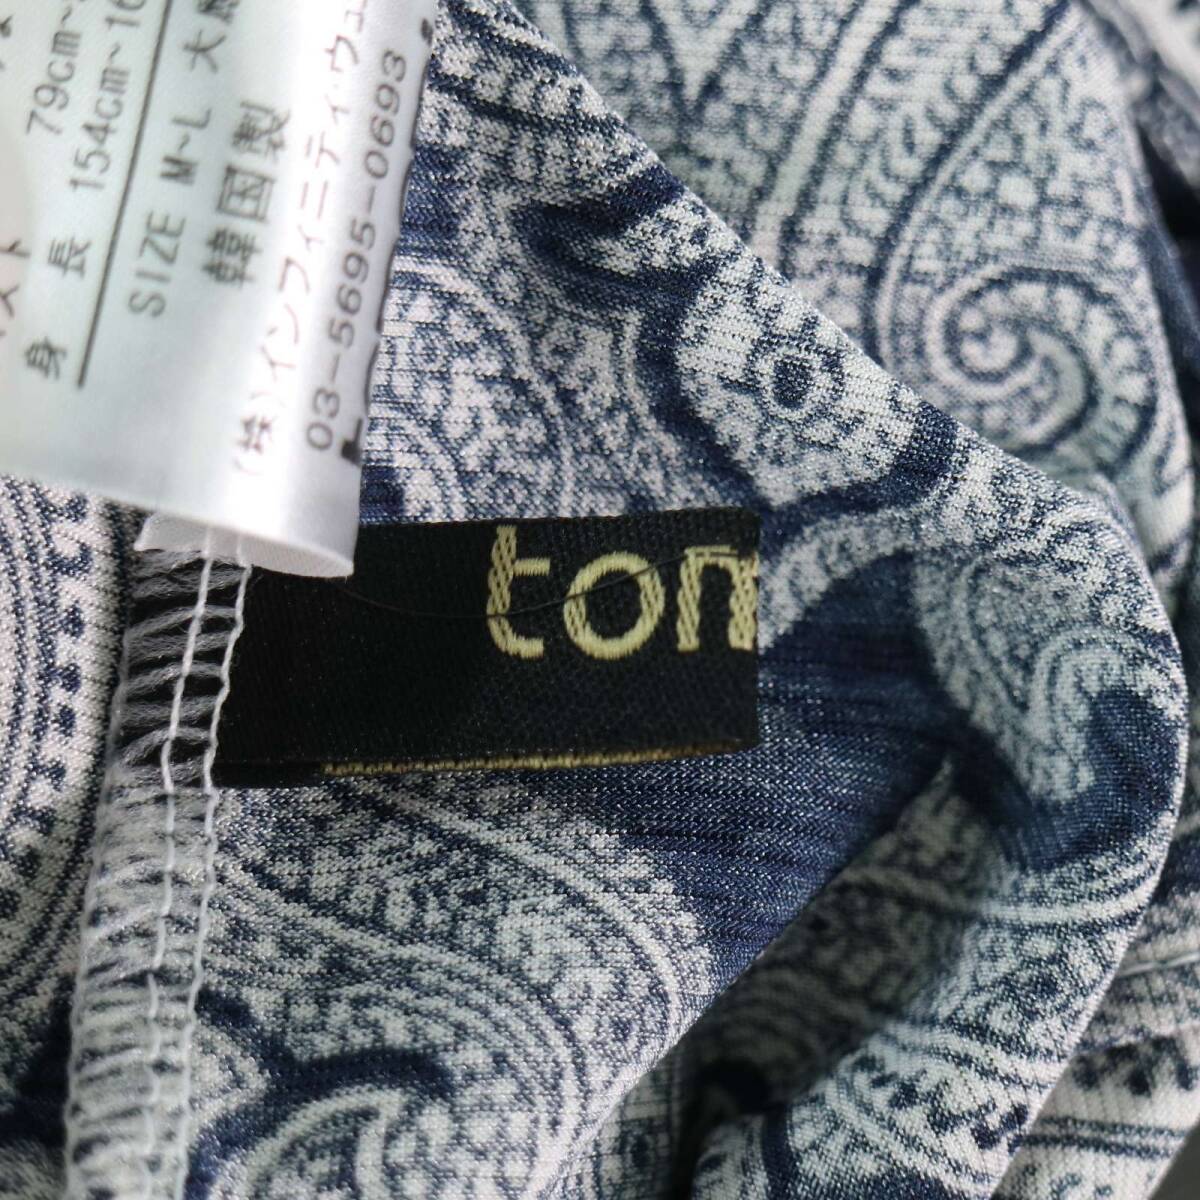 79cm~
身 長 154cm~16
SIZE M~L
韓国製
(株)インフィニティ・ウ
03-5695-0693
ton